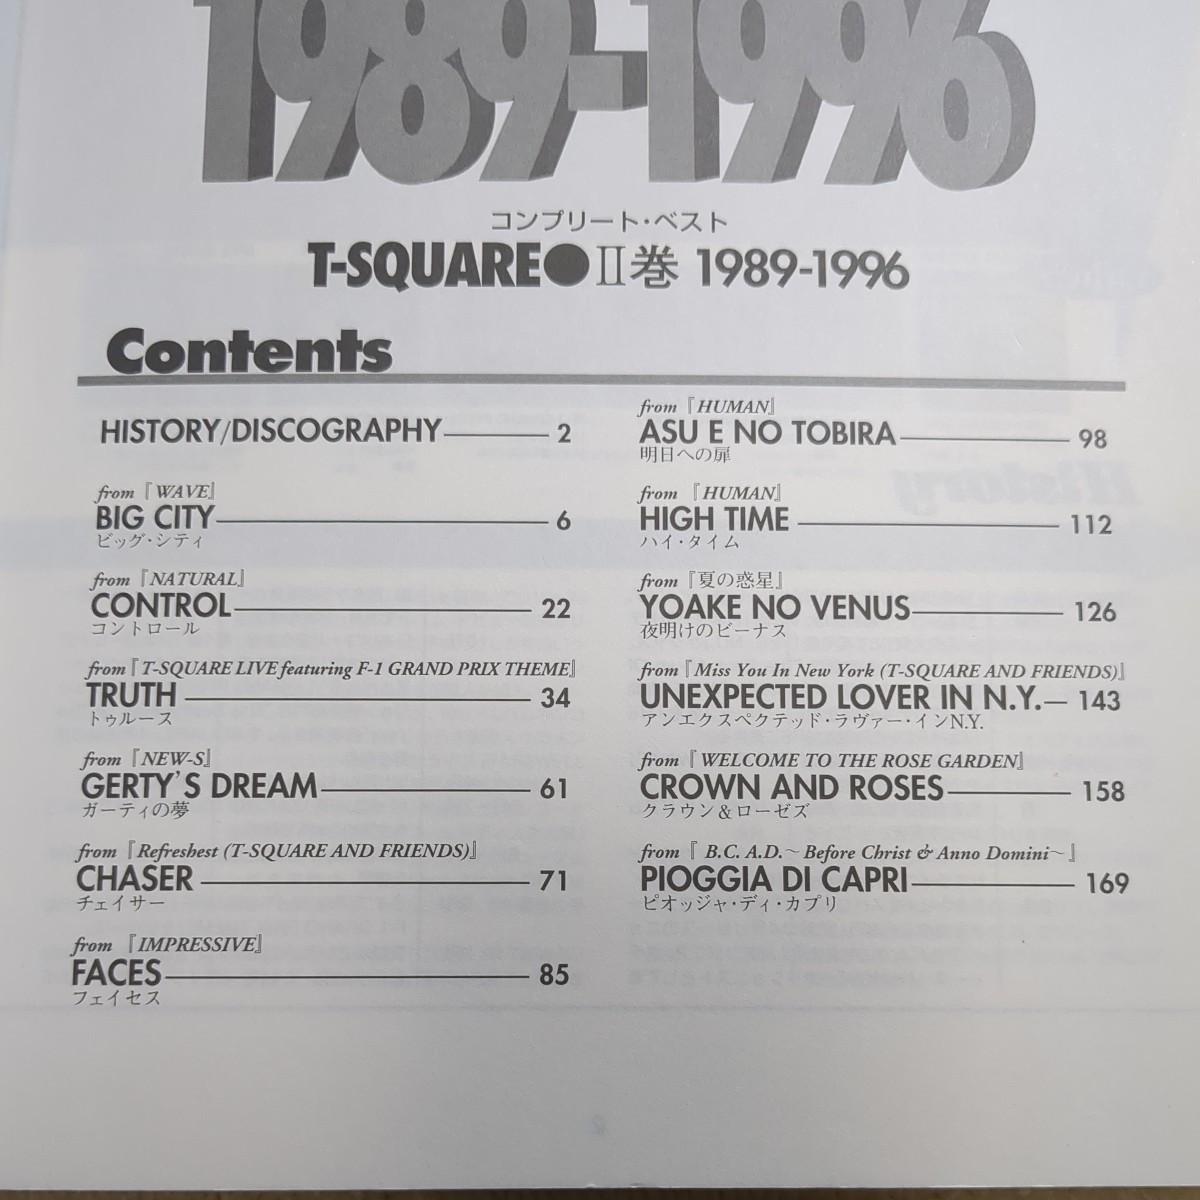 1989-1996
コンプリート・ベスト
T-SQUARE●II巻 1989-1996
Contents
HISTORY/DISCOGRAPHY 2
from『WAVE』
BIG CITY 6
ビッグ・シティ
from『NATURAL』
CONTROL 22
コントロール
from『T-SQUARE LIVE featuring F-1 GRAND PRIX THEME』
TRUTH 34
トゥルース
from『NEW-S』
GERTY'S DREAM 61
ガーティの夢
from『Refreshest (T-SQUARE AND FRIENDS)』
CHASER 71
チェイサー
from『IMPRESSIVE』
FACES 85
フェイセス
from『HUMAN』
ASU E NO TOBIRA 98
明日への扉
from『HUMAN』
HIGH TIME 112
ハイ・タイム
from『夏の惑星』
YOAKE NO VENUS 126
夜明けのビーナス
from『Miss You In New York (T-SQUARE AND FRIENDS)』
UNEXPECTED LOVER IN N.Y. 143
アンエクスペクテッド・ラヴァー・インN.Y.
from『WELCOME TO THE ROSE GARDEN』
CROWN AND ROSES 158
クラウン&ローゼズ
from『B.C. A.D.～Before Christ & Anno Domini～』
PIOGGIA DI CAPRI 169
ピオッジャ・ディ・カプリ